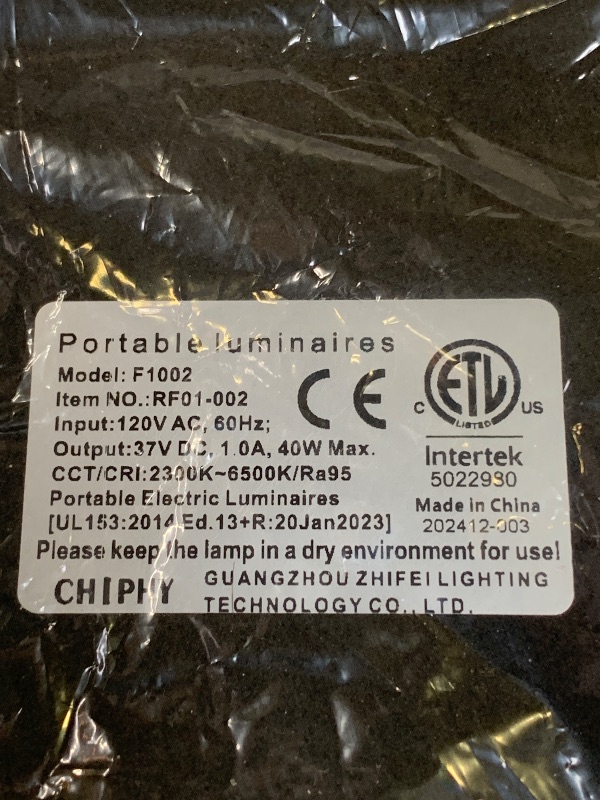 Portable luminaires
Model: F1002
Item NO.:RF01-002
Input:120V AC, 60Hz;
Output:37V DC, 1.0A, 40W Max.
CCT/CRI:2300K~6500K/Ra95
Portable Electric Luminaires
[UL153:2014 Ed.13+R:20Jan2023]
CE
ETL
LISTED
C US
Intertek
5022930
Made in China
202412-003
Please keep the lamp in a dry environment for use!
CHIPHY
GUANGZHOU ZHIFEI LIGHTING
TECHNOLOGY CO., LTD.